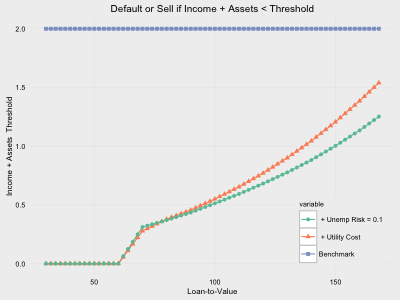 Default or Sell if Income + Assets < Threshold
Income + Assets Threshold
2.0
1.5
1.0
0.5
0.0
50
100
150
Loan-to-Value
variable
+ Unemp Risk = 0.1
+ Utility Cost
Benchmark